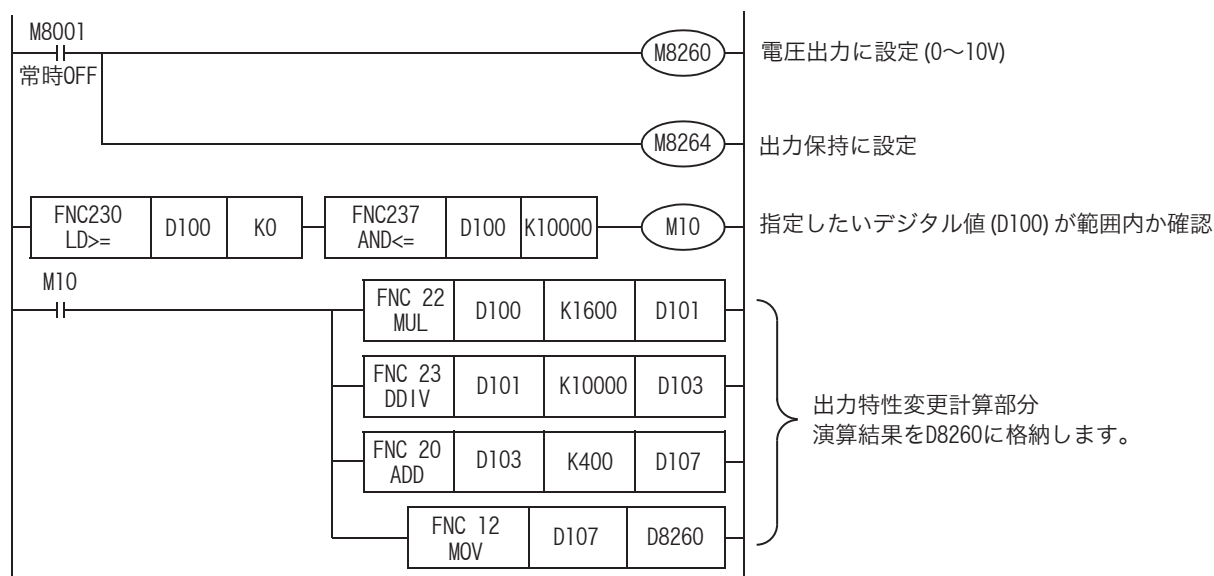 M8001
常時OFF
M8260
電圧出力に設定 (0～10V)
M8264
出力保持に設定
FNC230
LD>=
D100
K0
FNC237
AND<=
D100
K10000
M10
指定したいデジタル値 (D100) が範囲内か確認
M10
FNC 22
MUL
D100
K1600
D101
FNC 23
DDIV
D101
K10000
D103
FNC 20
ADD
D103
K400
D107
FNC 12
MOV
D107
D8260
出力特性変更計算部分
演算結果をD8260に格納します。